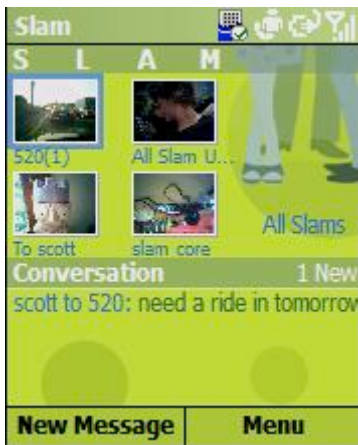 Slam
S L A M
520(1) All Slam U...
To scott slam core All Slams
Conversation 1 New
scott to 520: need a ride in tomorrow
New Message Menu